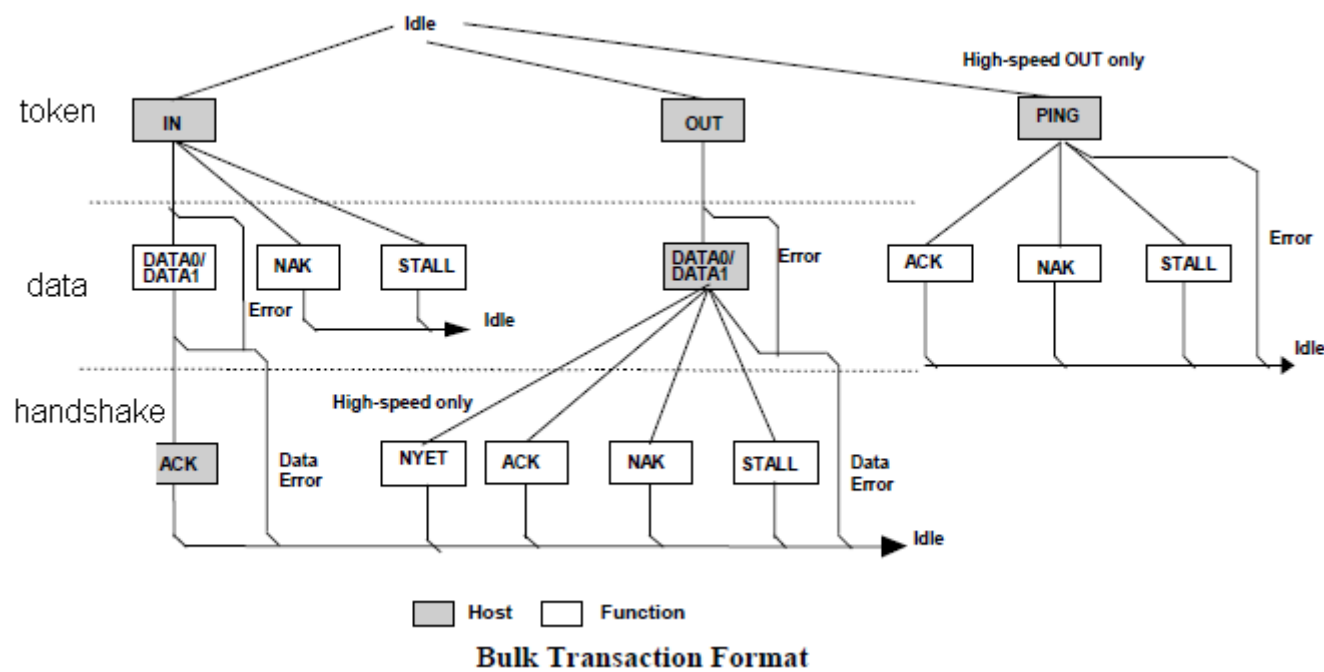 Idle
High-speed OUT only
token
IN
OUT
PING
DATA0/
DATA1
NAK
STALL
DATA0/
DATA1
Error
ACK
NAK
STALL
Error
data
Error
Idle
Idle
handshake
High-speed only
ACK
Data
Error
NYET
ACK
NAK
STALL
Data
Error
Idle
Host
Function
Bulk Transaction Format